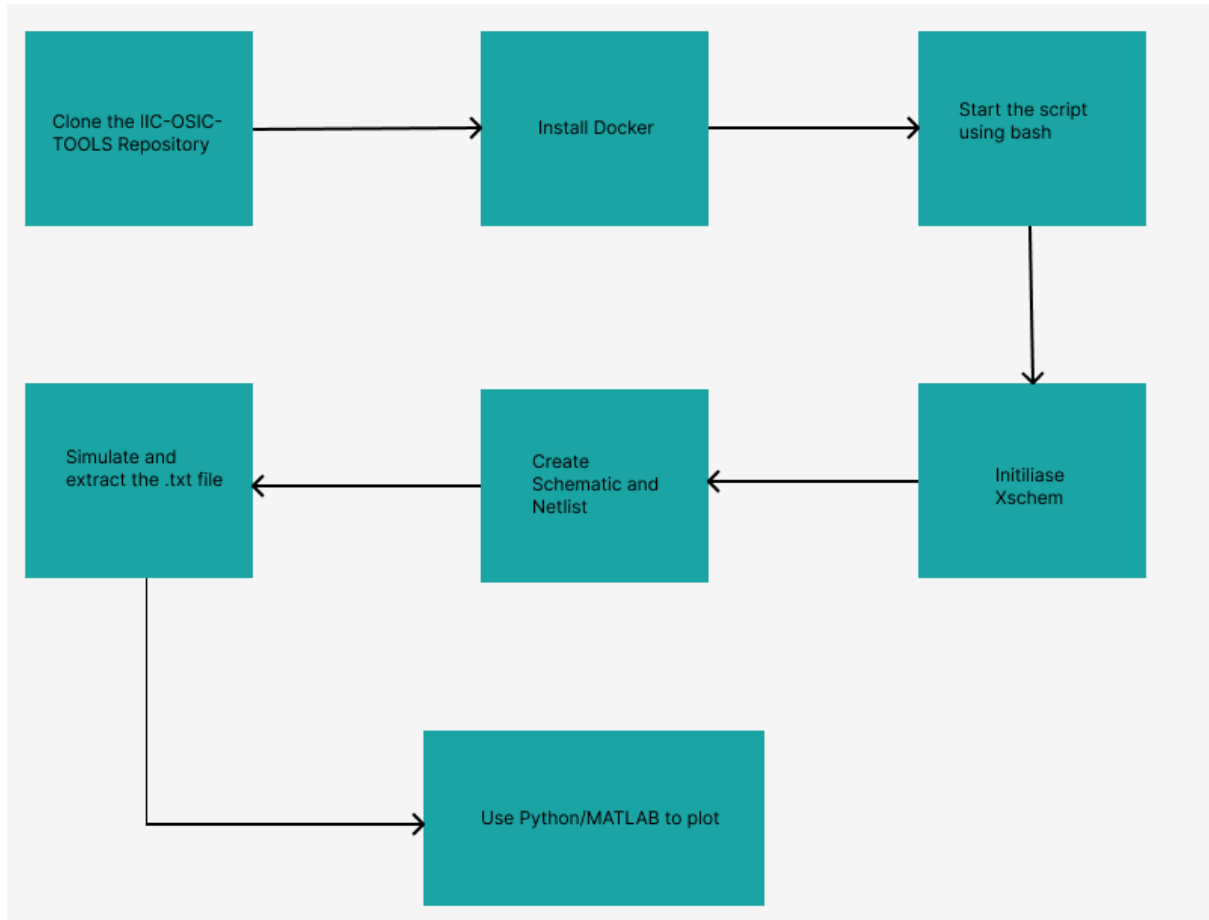 Clone the IIC-OSIC-
TOOLS Repository
Install Docker
Start the script
using bash
Initiliase
Xschem
Create
Schematic and
Netlist
Simulate and
extract the .txt file
Use Python/MATLAB to plot